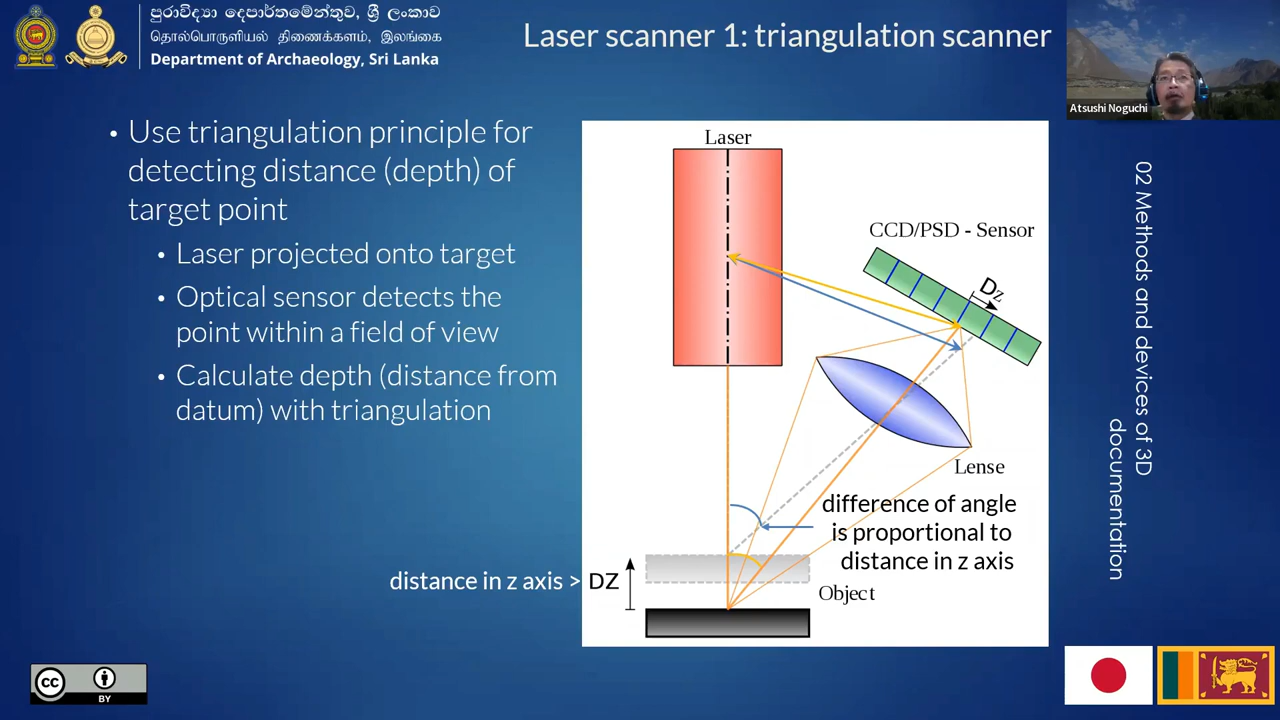 පුරාවිද්‍යා දෙපාර්තමේන්තුව, ශ්‍රී ලංකාව
தொல்பொருளியல் திணைக்களம், இலங்கை
Department of Archaeology, Sri Lanka
Laser scanner 1: triangulation scanner
Atsushi Noguchi
• Use triangulation principle for
detecting distance (depth) of
target point
• Laser projected onto target
• Optical sensor detects the
point within a field of view
• Calculate depth (distance from
datum) with triangulation
Laser
CCD/PSD - Sensor
Dz
Lense
difference of angle
is proportional to
distance in z axis
distance in z axis > DZ
Object
02 Methods and devices of 3D
documentation
cc
BY